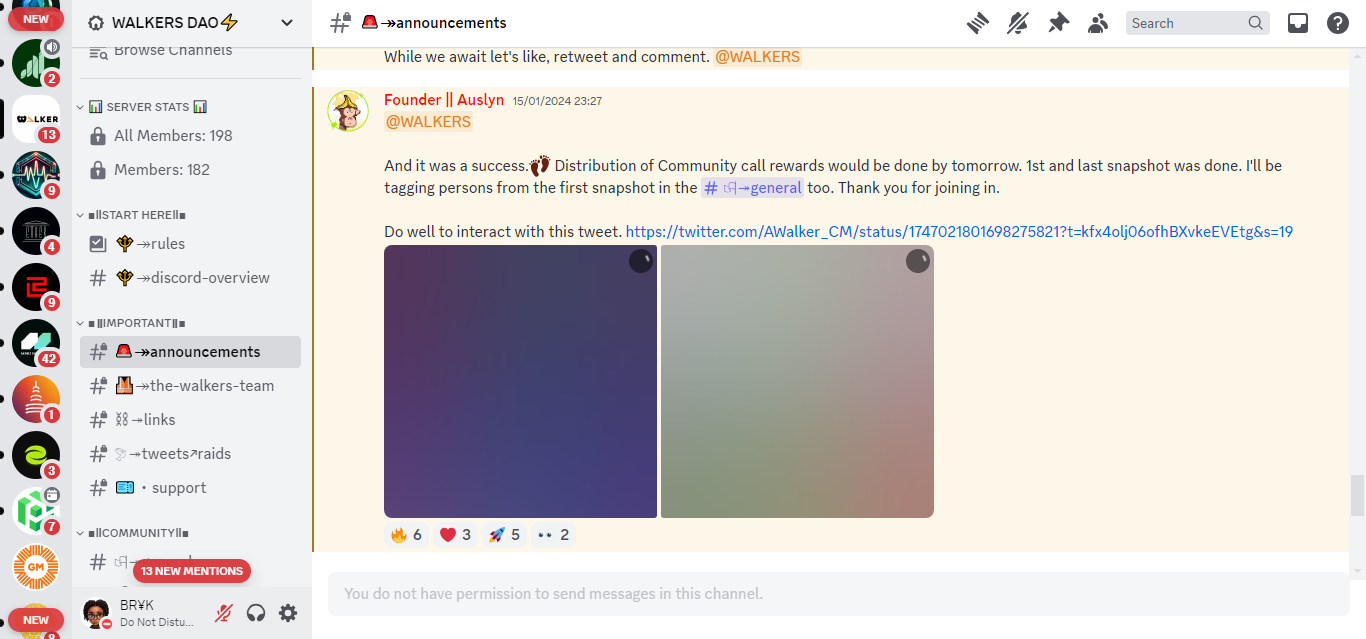 NEW
2
WALKER
13
9
4
9
42
1
3
7
GM
NEW
8
WALKERS DAO⚡
Browse Channels
📊 SERVER STATS 📊
All Members: 198
Members: 182
■||START HERE||■
🔱↠rules
🔱↠discord-overview
■||IMPORTANT||■
🚨↠announcements
🦺↠the-walkers-team
⛓↠links
🕊↠tweets↗raids
🎟️・support
■||COMMUNITY||■
13 NEW MENTIONS
BR¥K
Do Not Distu...
🚨↠announcements
Search
While we await let's like, retweet and comment. @WALKERS
Founder || Auslyn 15/01/2024 23:27
@WALKERS
And it was a success.👣 Distribution of Community call rewards would be done by tomorrow. 1st and last snapshot was done. I'll be
tagging persons from the first snapshot in the # ↠general too. Thank you for joining in.
Do well to interact with this tweet. https://twitter.com/AWalker_CM/status/1747021801698275821?t=kfx4olj06ofhBXvkeEVEtg&s=19
🔥 6 ❤️ 3 🚀 5 👀 2
You do not have permission to send messages in this channel.